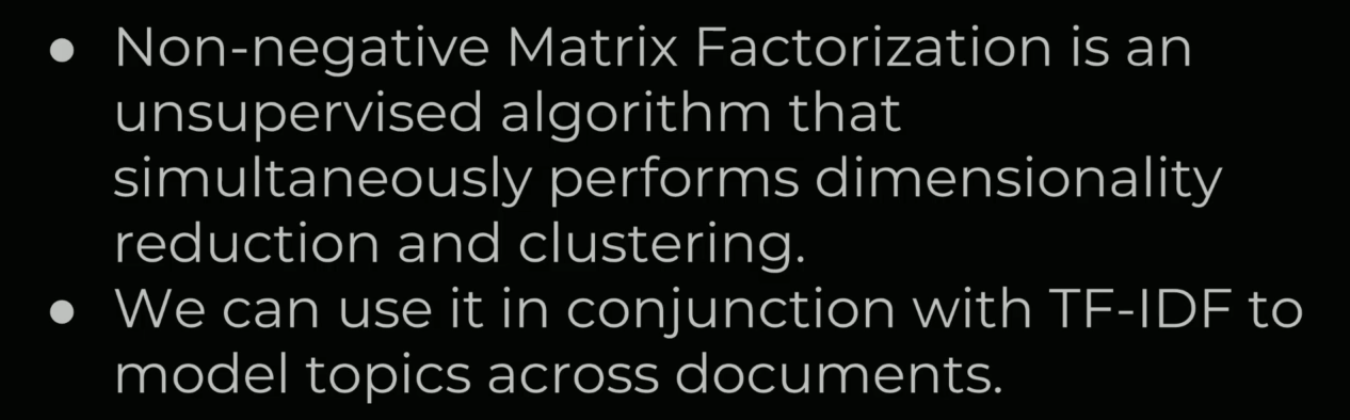 ● Non-negative Matrix Factorization is an
unsupervised algorithm that
simultaneously performs dimensionality
reduction and clustering.
● We can use it in conjunction with TF-IDF to
model topics across documents.